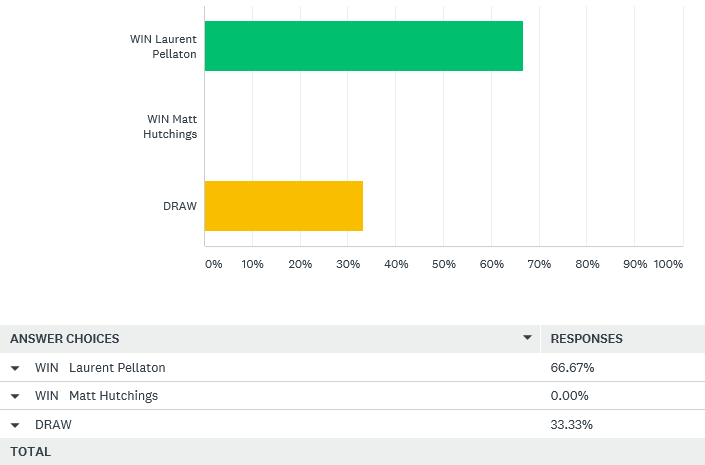 WIN Laurent
Pellaton
WIN Matt
Hutchings
DRAW
0% 10% 20% 30% 40% 50% 60% 70% 80% 90% 100%
ANSWER CHOICES RESPONSES
WIN Laurent Pellaton 66.67%
WIN Matt Hutchings 0.00%
DRAW 33.33%
TOTAL